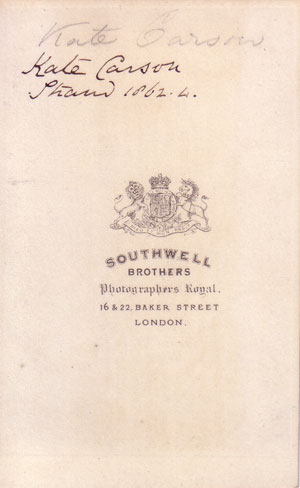 Kate Carson
Kate Carson
Strand 1862.4.
SOUTHWELL
BROTHERS
Photographers Royal.
16 & 22, BAKER STREET
LONDON.